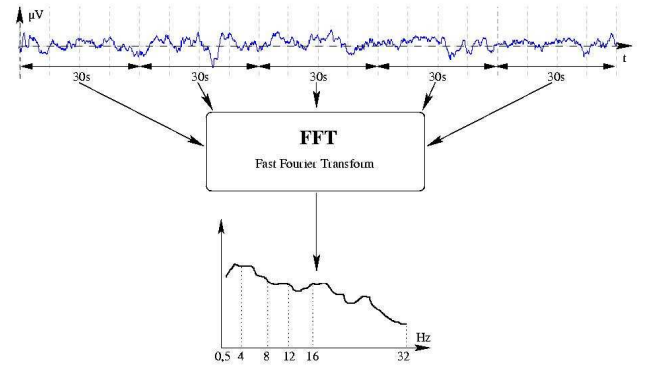 μV
t
30s 30s 30s 30s 30s
FFT
Fast Fourier Transform
Hz
0,5 4 8 12 16 32